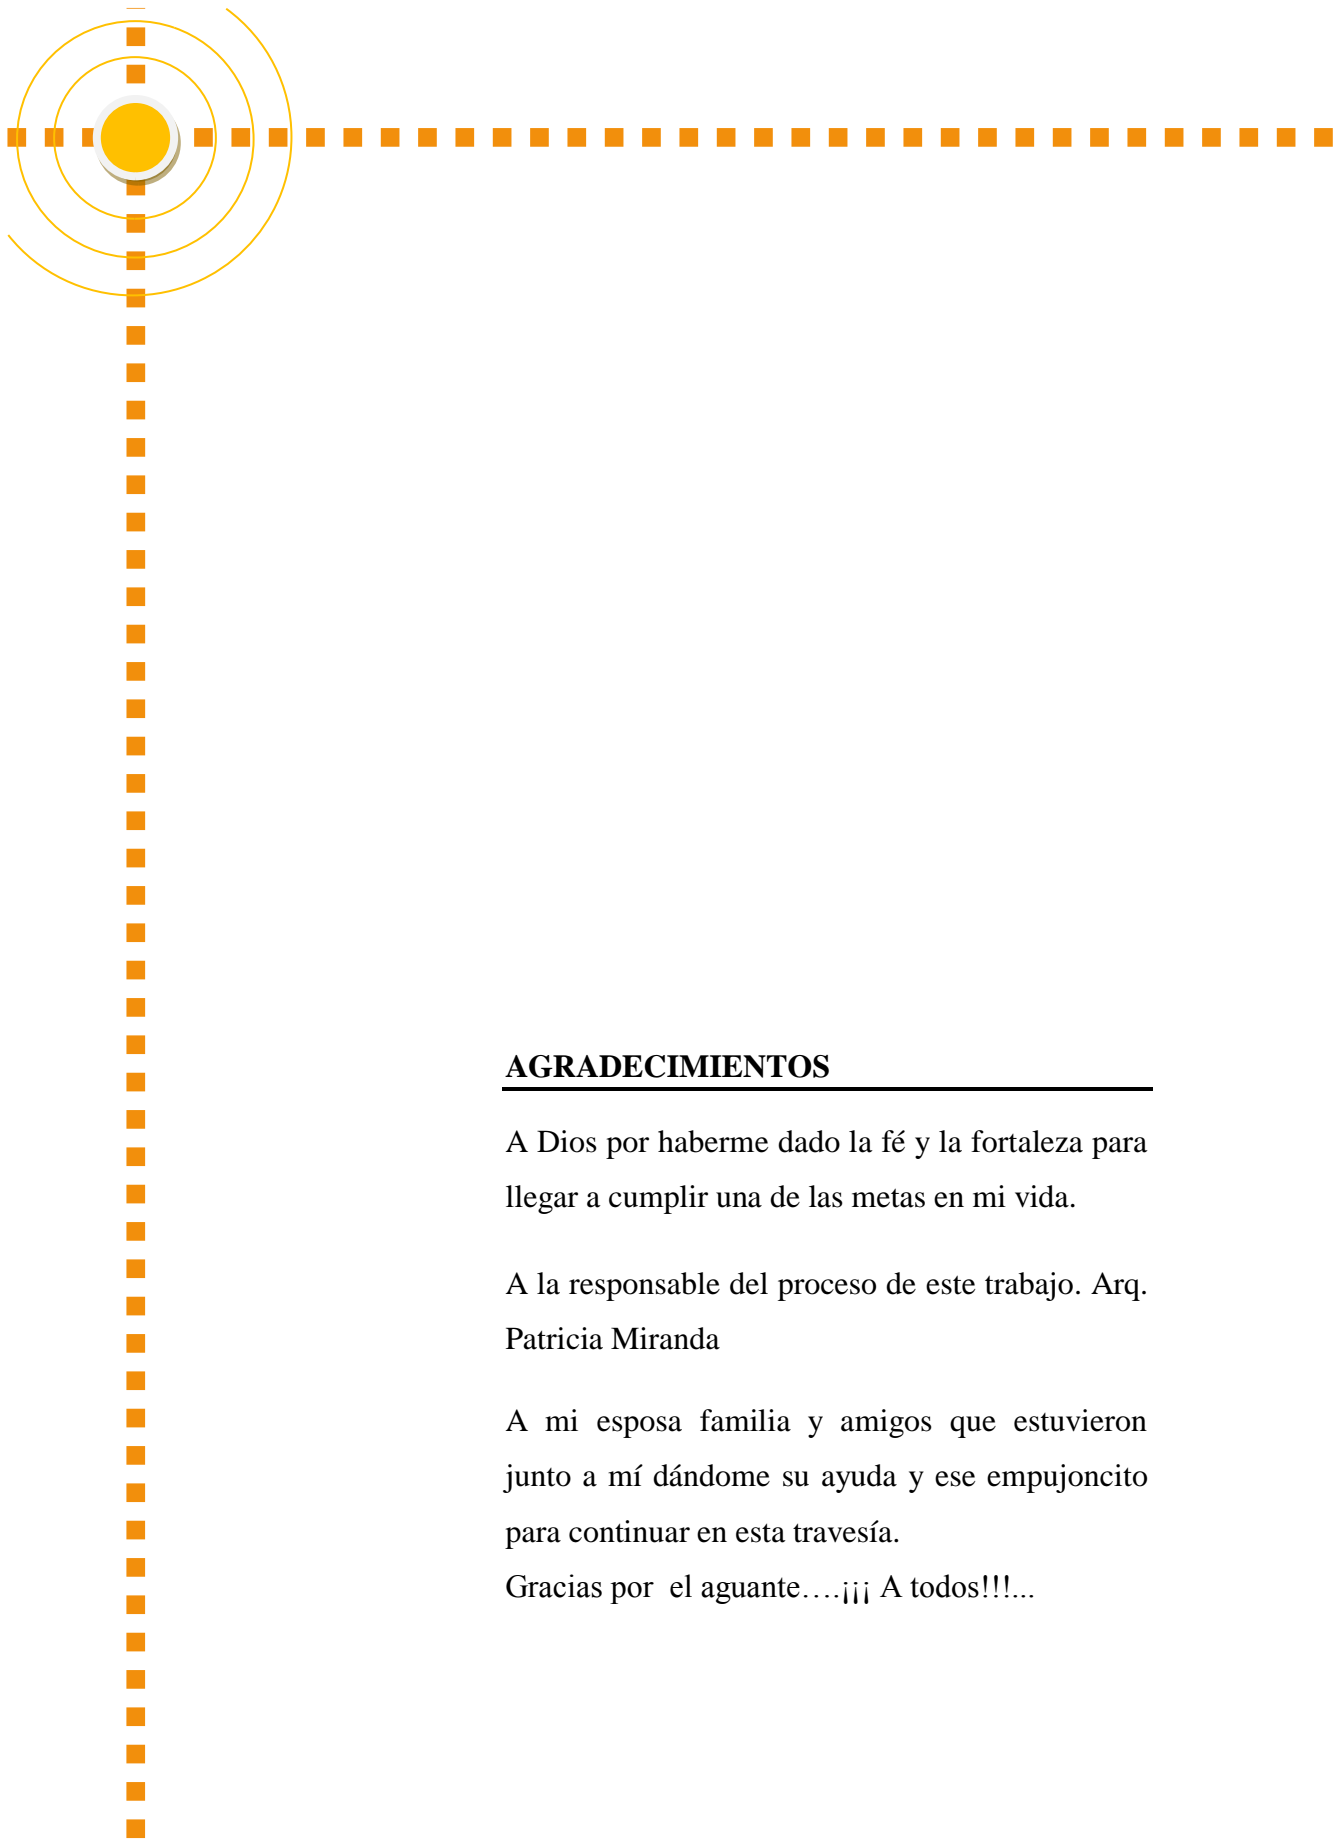 AGRADECIMIENTOS
A Dios por haberme dado la fé y la fortaleza para
llegar a cumplir una de las metas en mi vida.
A la responsable del proceso de este trabajo. Arq.
Patricia Miranda
A mi esposa familia y amigos que estuvieron
junto a mí dándome su ayuda y ese empujoncito
para continuar en esta travesía.
Gracias por  el aguante….¡¡¡ A todos!!!...